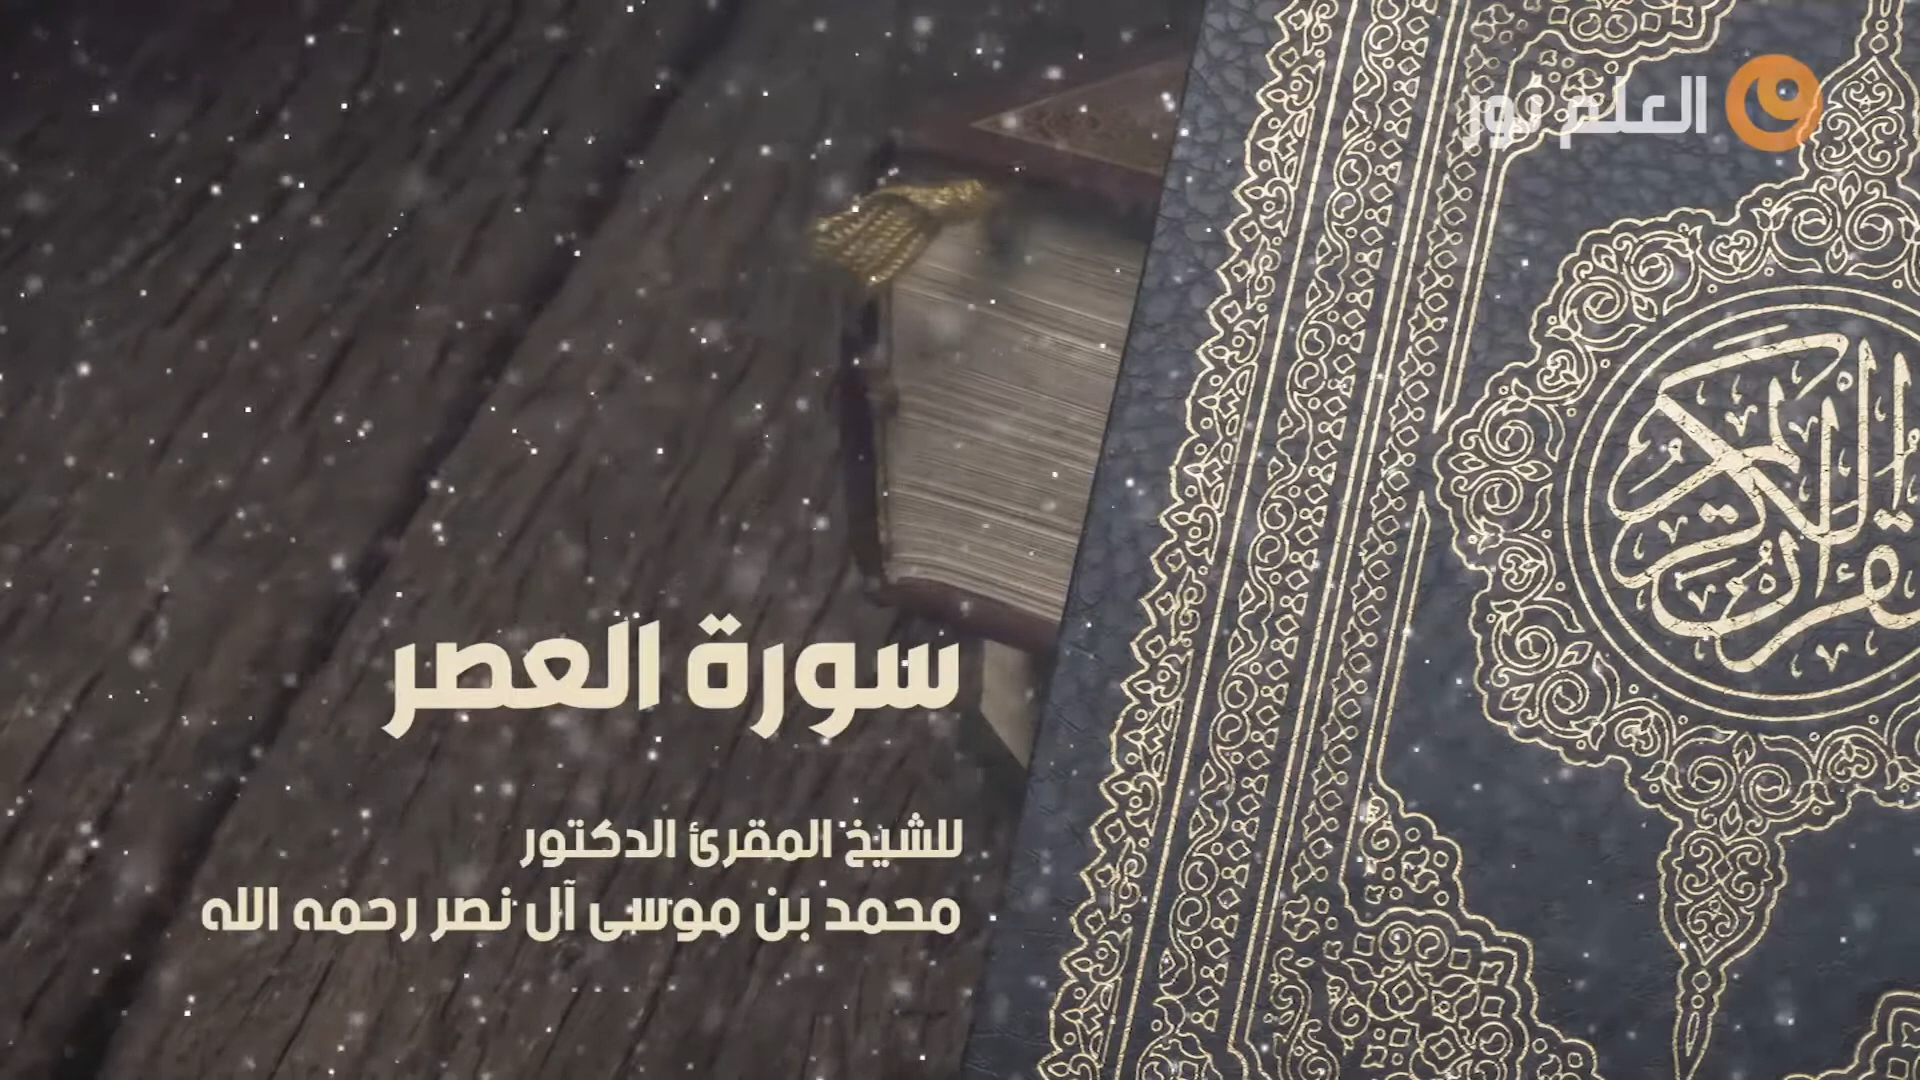 العلم نور
القرآن الكريم
سورة العصر
للشيخ المقرئ الدكتور
محمد بن موسى آل نصر رحمه الله